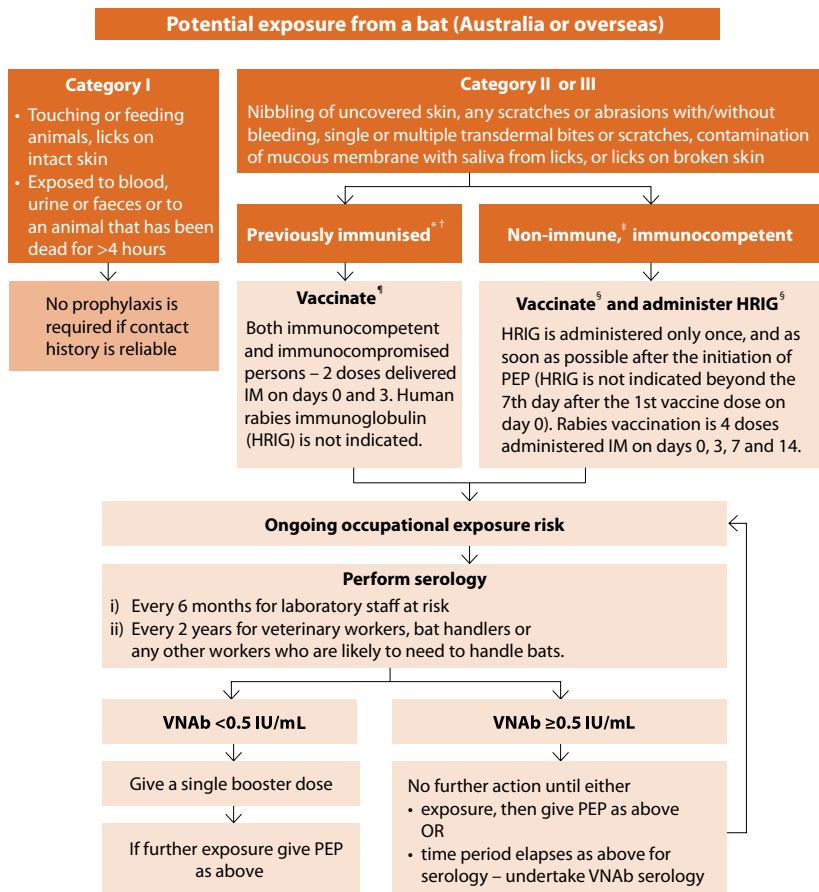 Potential exposure from a bat (Australia or overseas)
Category I
• Touching or feeding
animals, licks on
intact skin
• Exposed to blood,
urine or faeces or to
an animal that has been
dead for >4 hours
No prophylaxis is
required if contact
history is reliable
Category II or III
Nibbling of uncovered skin, any scratches or abrasions with/without
bleeding, single or multiple transdermal bites or scratches, contamination
of mucous membrane with saliva from licks, or licks on broken skin
Previously immunised*†
Vaccinate¶
Both immunocompetent
and immunocompromised
persons – 2 doses delivered
IM on days 0 and 3. Human
rabies immunoglobulin
(HRIG) is not indicated.
Non-immune,‡ immunocompetent
Vaccinate§ and administer HRIG§
HRIG is administered only once, and as
soon as possible after the initiation of
PEP (HRIG is not indicated beyond the
7th day after the 1st vaccine dose on
day 0). Rabies vaccination is 4 doses
administered IM on days 0, 3, 7 and 14.
Ongoing occupational exposure risk
Perform serology
i) Every 6 months for laboratory staff at risk
ii) Every 2 years for veterinary workers, bat handlers or
any other workers who are likely to need to handle bats.
VNAb <0.5 IU/mL
Give a single booster dose
If further exposure give PEP
as above
VNAb ≥0.5 IU/mL
No further action until either
• exposure, then give PEP as above
OR
• time period elapses as above for
serology – undertake VNAb serology